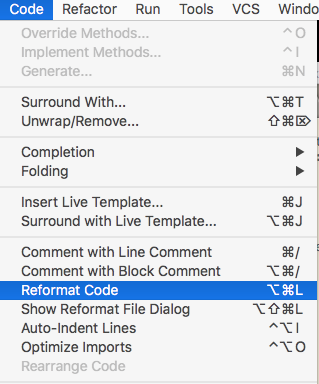 Code Refactor Run Tools VCS Windo
Override Methods... ^O
Implement Methods... ^I
Generate... ⌘N
Surround With... ⌥⌘T
Unwrap/Remove... ⇧⌘⌦
Completion ▶
Folding ▶
Insert Live Template... ⌘J
Surround with Live Template... ⌥⌘J
Comment with Line Comment ⌘/
Comment with Block Comment ⌥⌘/
Reformat Code ⌥⌘L
Show Reformat File Dialog ⌥⇧⌘L
Auto-Indent Lines ^⌥I
Optimize Imports ^⌥O
Rearrange Code